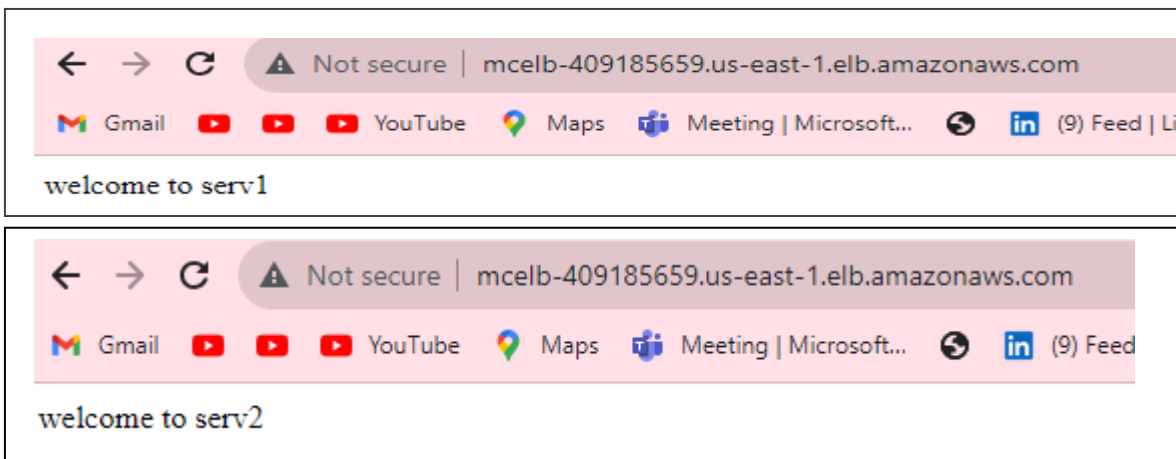 Not secure | mcelb-409185659.us-east-1.elb.amazonaws.com
Gmail YouTube Maps Meeting | Microsoft... (9) Feed | Li
welcome to serv1
Not secure | mcelb-409185659.us-east-1.elb.amazonaws.com
Gmail YouTube Maps Meeting | Microsoft... (9) Feed
welcome to serv2